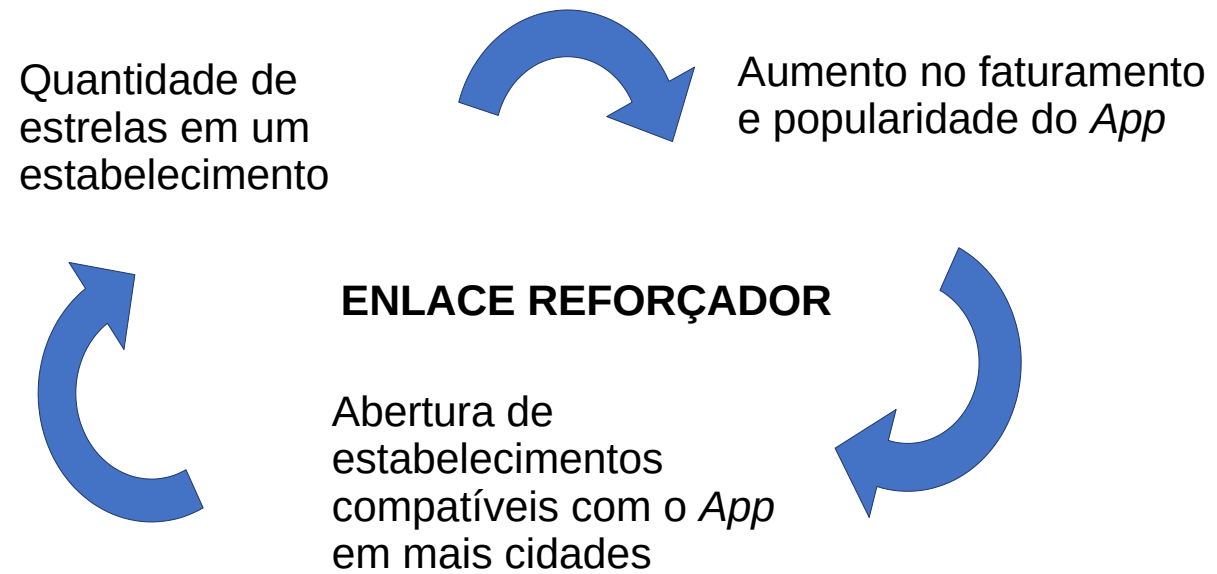 Quantidade de
estrelas em um
estabelecimento
Aumento no faturamento
e popularidade do App
ENLACE REFORÇADOR
Abertura de
estabelecimentos
compatíveis com o App
em mais cidades